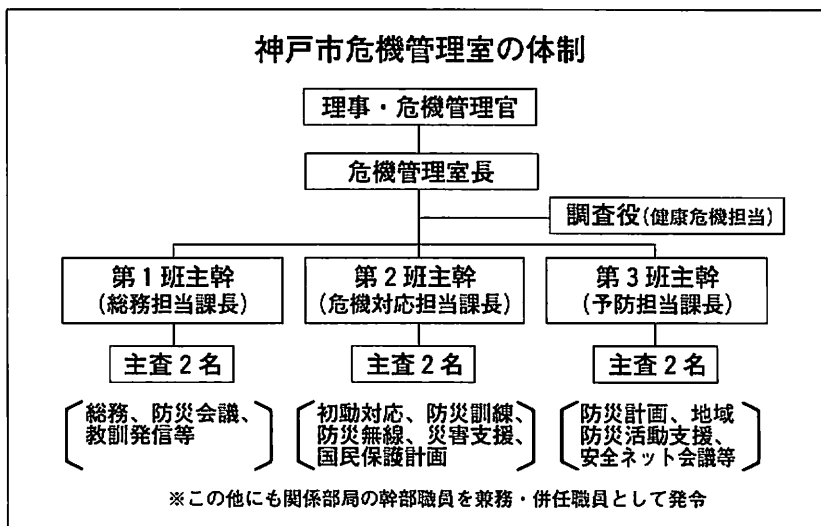 神戸市危機管理室の体制
理事・危機管理官
危機管理室長
調査役(健康危機担当)
第1班主幹
(総務担当課長)
第2班主幹
(危機対応担当課長)
第3班主幹
(予防担当課長)
主査2名
主査2名
主査2名
総務、防災会議、
教訓発信等
初動対応、防災訓練、
防災無線、災害支援、
国民保護計画
防災計画、地域
防災活動支援、
安全ネット会議等
※この他にも関係部局の幹部職員を兼務・併任職員として発令